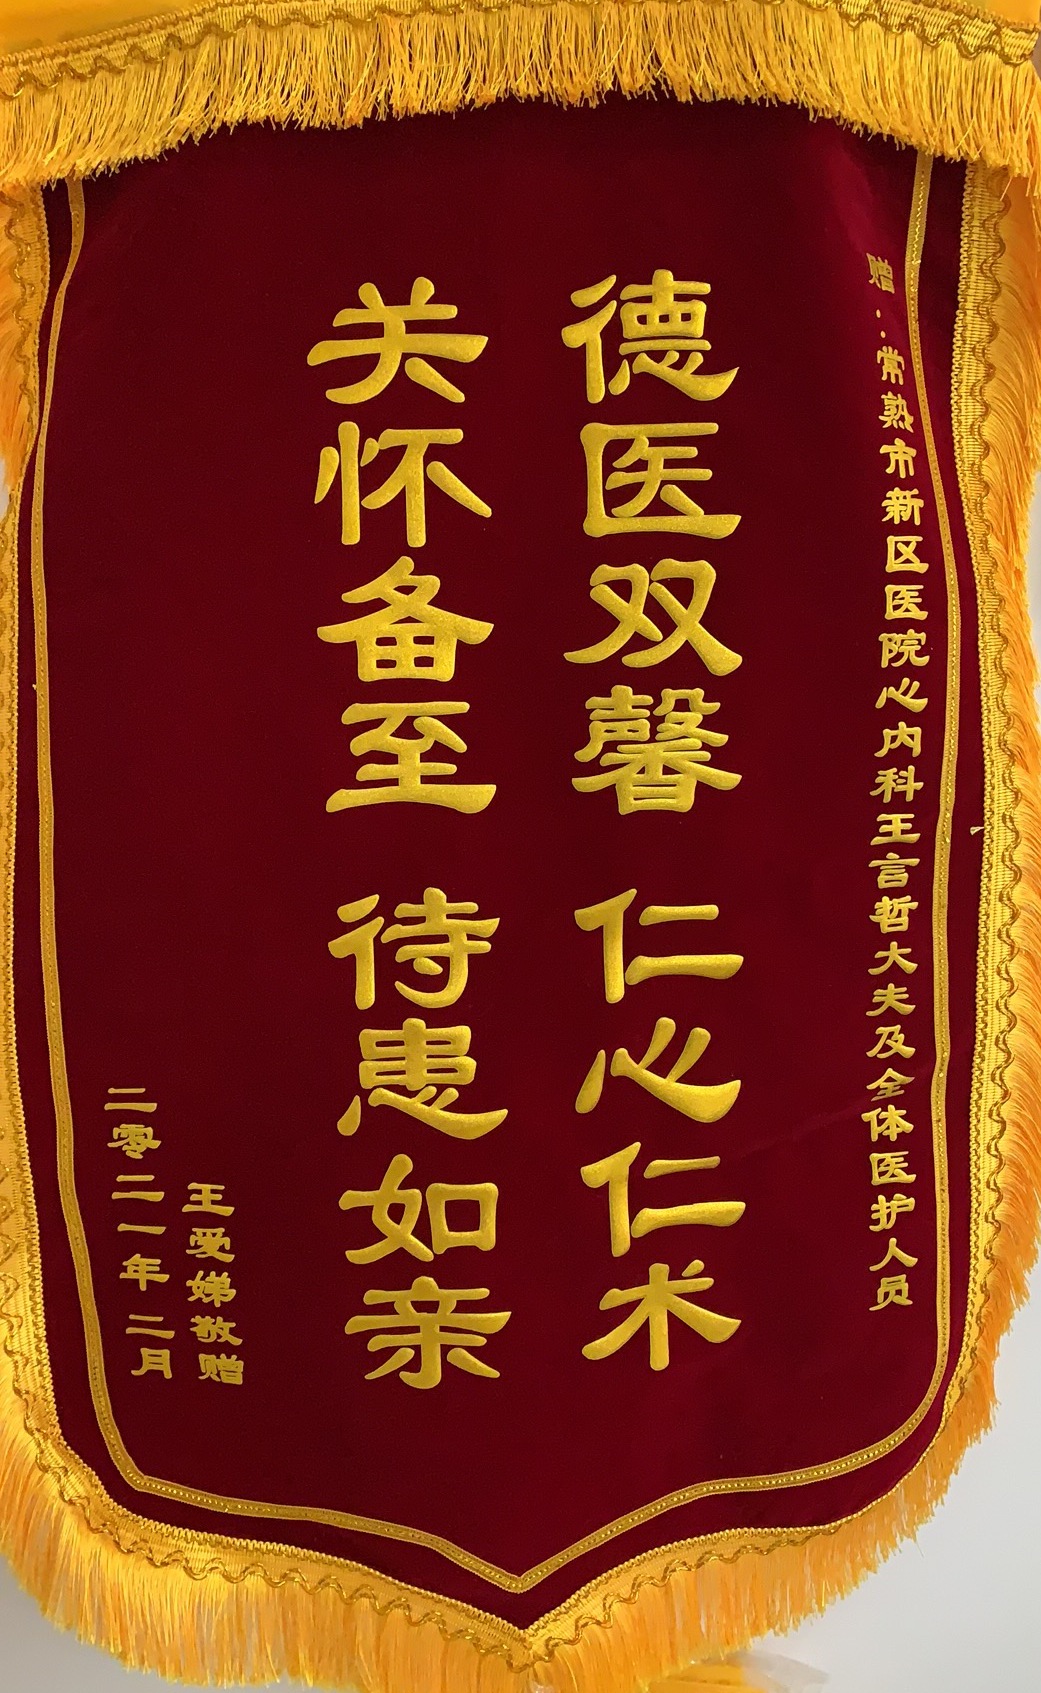 赠：常熟市新区医院心内科王言哲大夫及全体医护人员
德医双馨 仁心仁术
关怀备至 待患如亲
王爱娣敬赠
二零二一年二月